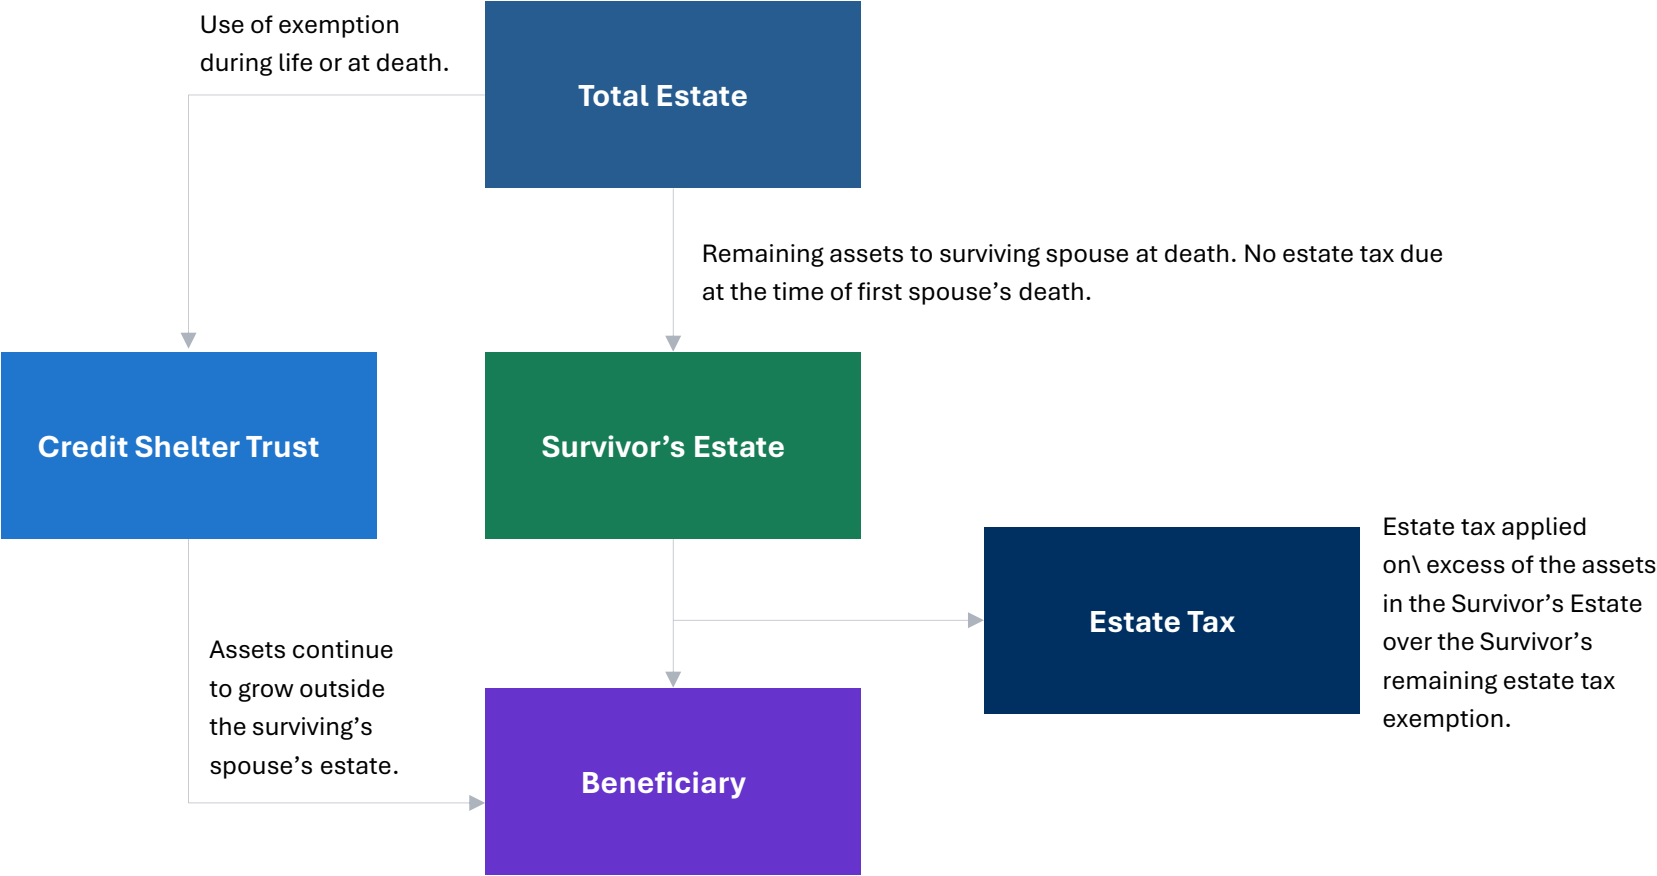 Use of exemption
during life or at death.
Total Estate
Remaining assets to surviving spouse at death. No estate tax due
at the time of first spouse’s death.
Credit Shelter Trust
Survivor’s Estate
Estate Tax
Estate tax applied
on\ excess of the assets
in the Survivor’s Estate
over the Survivor’s
remaining estate tax
exemption.
Assets continue
to grow outside
the surviving’s
spouse’s estate.
Beneficiary